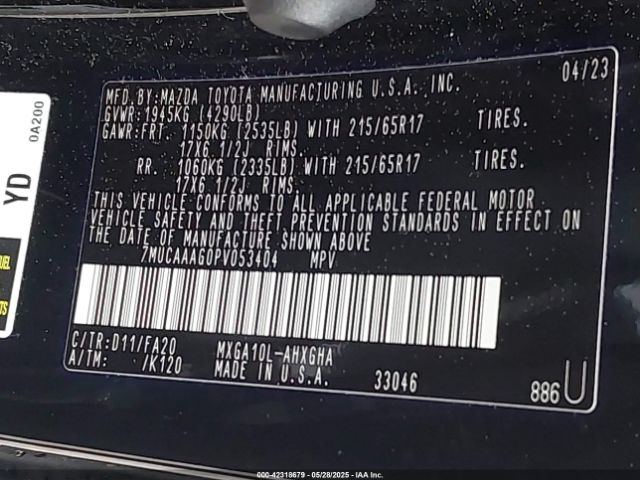 04/23
MFD. BY:MAZDA TOYOTA MANUFACTURING U.S.A. INC.
GVWR:1945KG (4290LB)
GAWR:FRT. 1150KG (2535LB) WITH 215/65R17 TIRES.
17X6 1/2J RIMS
RR. 1060KG (2335LB) WITH 215/65R17 TIRES.
17X6 1/2J RIMS
THIS VEHICLE CONFORMS TO ALL APPLICABLE FEDERAL MOTOR
VEHICLE SAFETY AND THEFT PREVENTION STANDARDS IN EFFECT ON
THE DATE OF MANUFACTURE SHOWN ABOVE
7MUCAAAG0PV053404 MPV
C/TR:D11/FA20 MXGA10L-AHXGHA
A/TM: /K120 MADE IN U.S.A. 33046
886U
0A200
YD
000-42318679 - 05/28/2025 - IAA Inc.